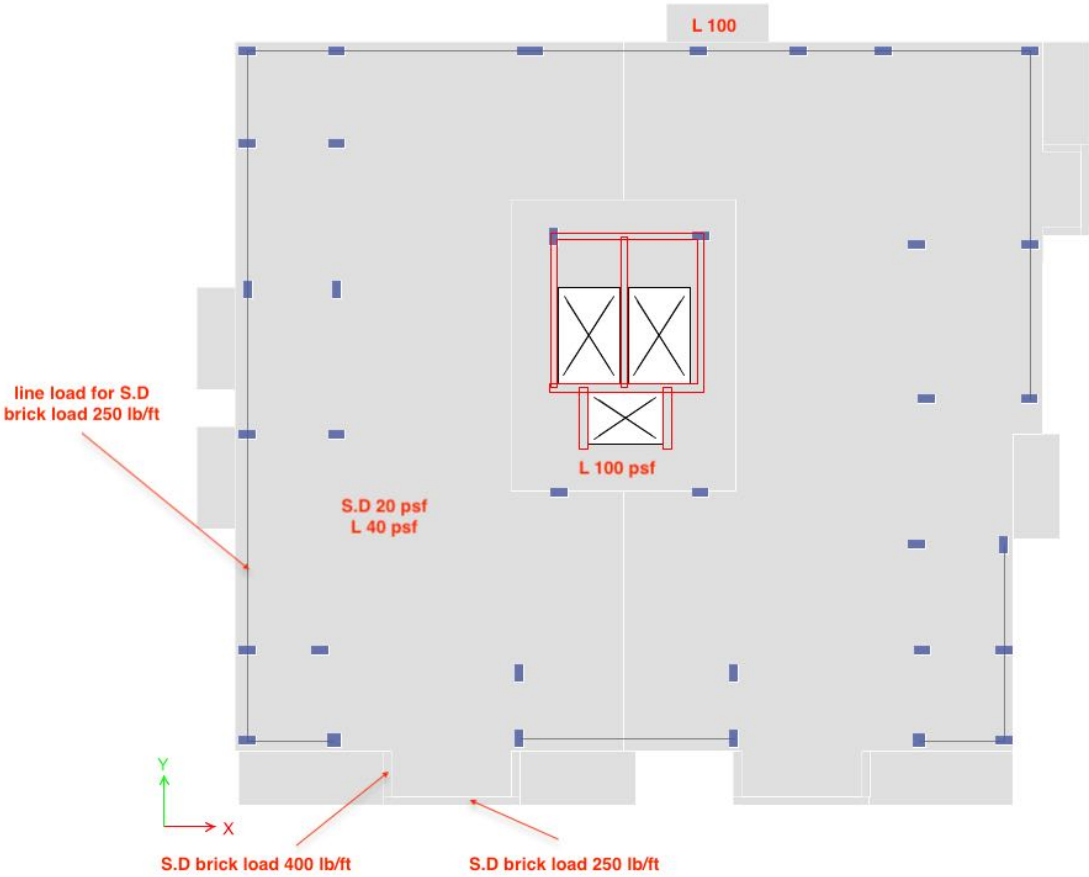 L 100
line load for S.D
brick load 250 lb/ft
L 100 psf
S.D 20 psf
L 40 psf
Y
X
S.D brick load 400 lb/ft
S.D brick load 250 lb/ft